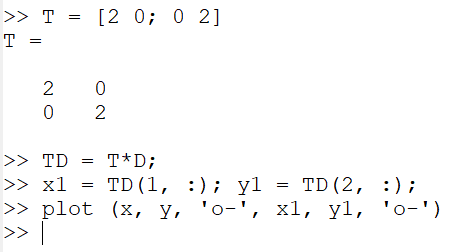 >> T = [2 0; 0 2]
T =
2 0
0 2
>> TD = T*D;
>> x1 = TD(1, :); y1 = TD(2, :);
>> plot (x, y, 'o-', x1, y1, 'o-')
>>